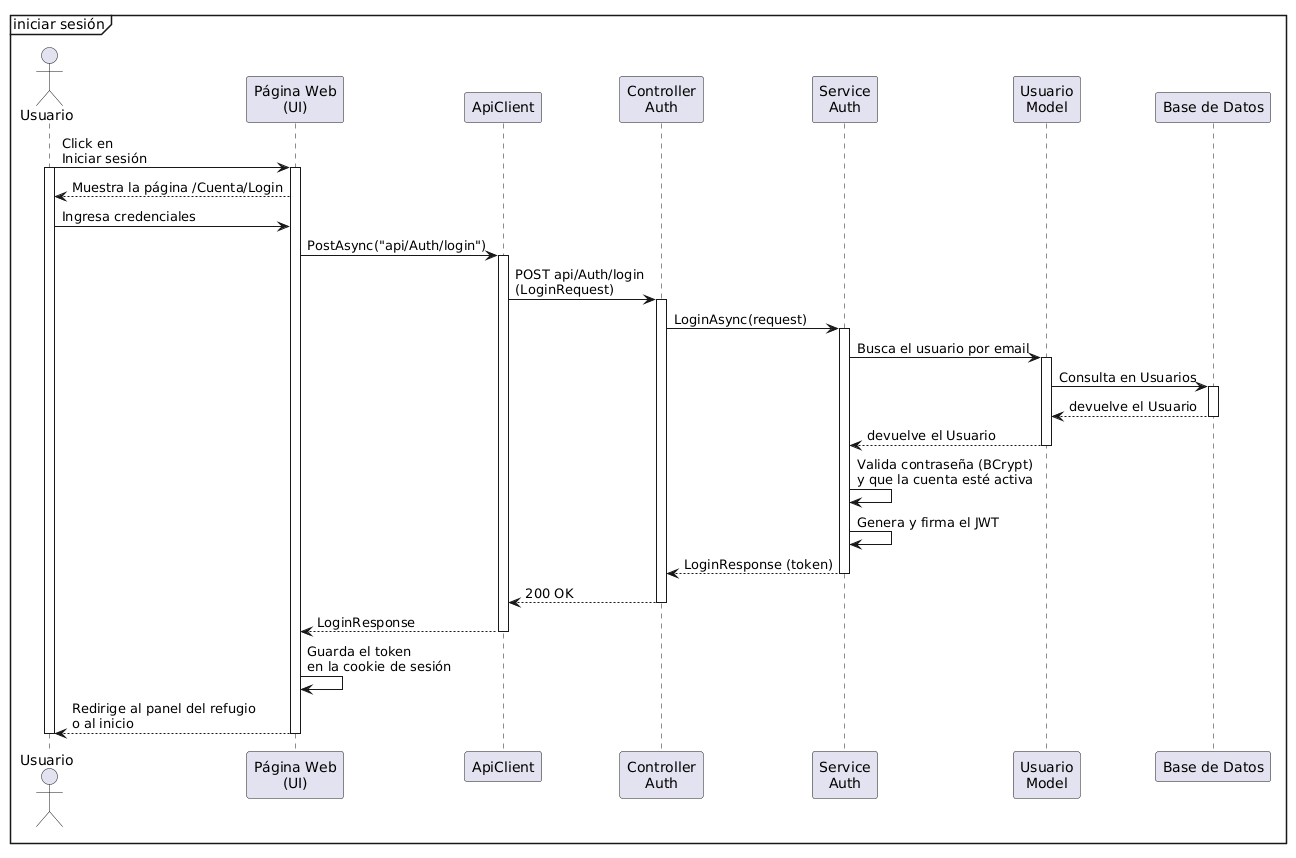 iniciar sesión
Usuario
Página Web
(UI)
ApiClient
Controller
Auth
Service
Auth
Usuario
Model
Base de Datos
Click en
Iniciar sesión
Muestra la página /Cuenta/Login
Ingresa credenciales
PostAsync("api/Auth/login")
POST api/Auth/login
(LoginRequest)
LoginAsync(request)
Busca el usuario por email
Consulta en Usuarios
devuelve el Usuario
devuelve el Usuario
Valida contraseña (BCrypt)
y que la cuenta esté activa
Genera y firma el JWT
LoginResponse (token)
200 OK
LoginResponse
Guarda el token
en la cookie de sesión
Redirige al panel del refugio
o al inicio
Usuario
Página Web
(UI)
ApiClient
Controller
Auth
Service
Auth
Usuario
Model
Base de Datos